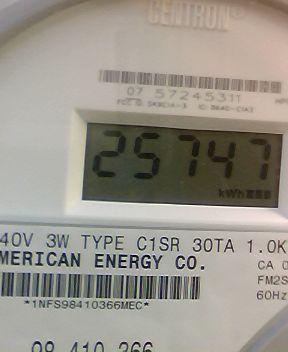 CENTRON®
07 57245311
25747
kWh
40V 3W TYPE C1SR 30TA 1.0K
MERICAN ENERGY CO.
CA 0
FM2S
60Hz
*1NFS98410366MEC*
98 410 366